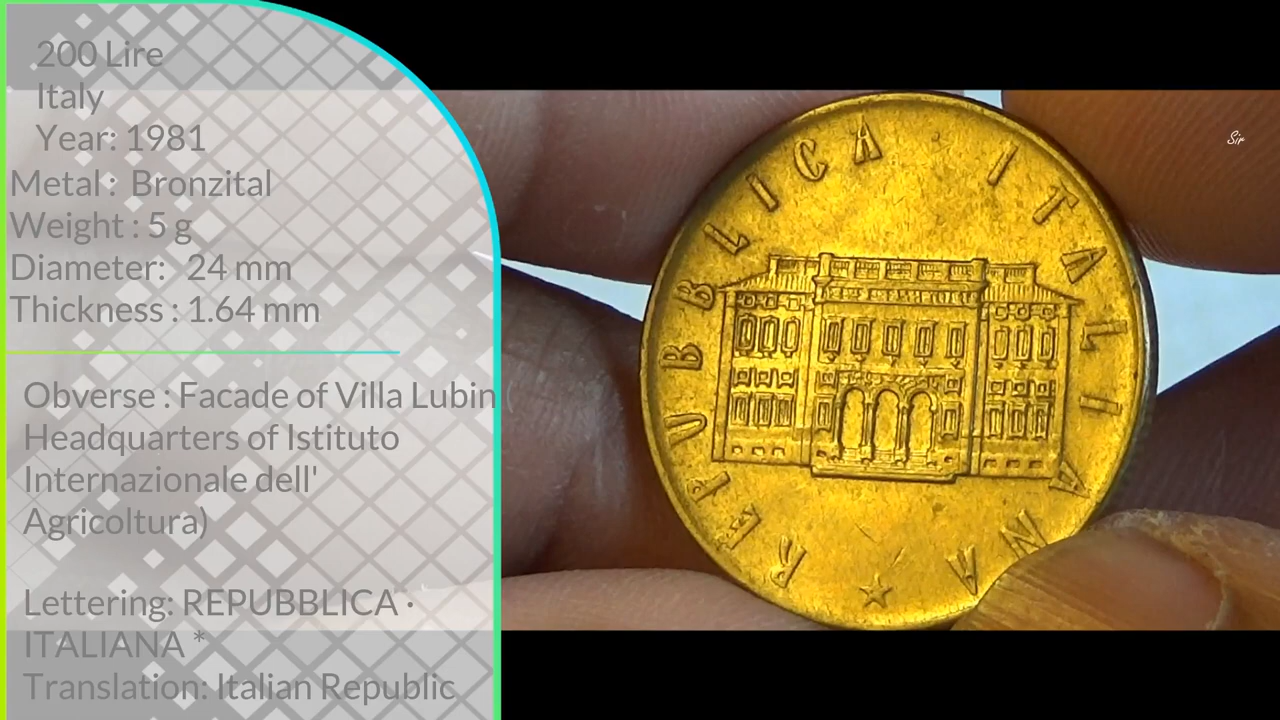 200 Lire
Italy
Year: 1981
Metal : Bronzital
Weight : 5 g
Diameter: 24 mm
Thickness : 1.64 mm
Obverse : Facade of Villa Lubin (
Headquarters of Istituto
Internazionale dell'
Agricoltura)
Lettering: REPUBBLICA ·
ITALIANA *
Translation: Italian Republic
REPUBBLICA · ITALIANA
Sir